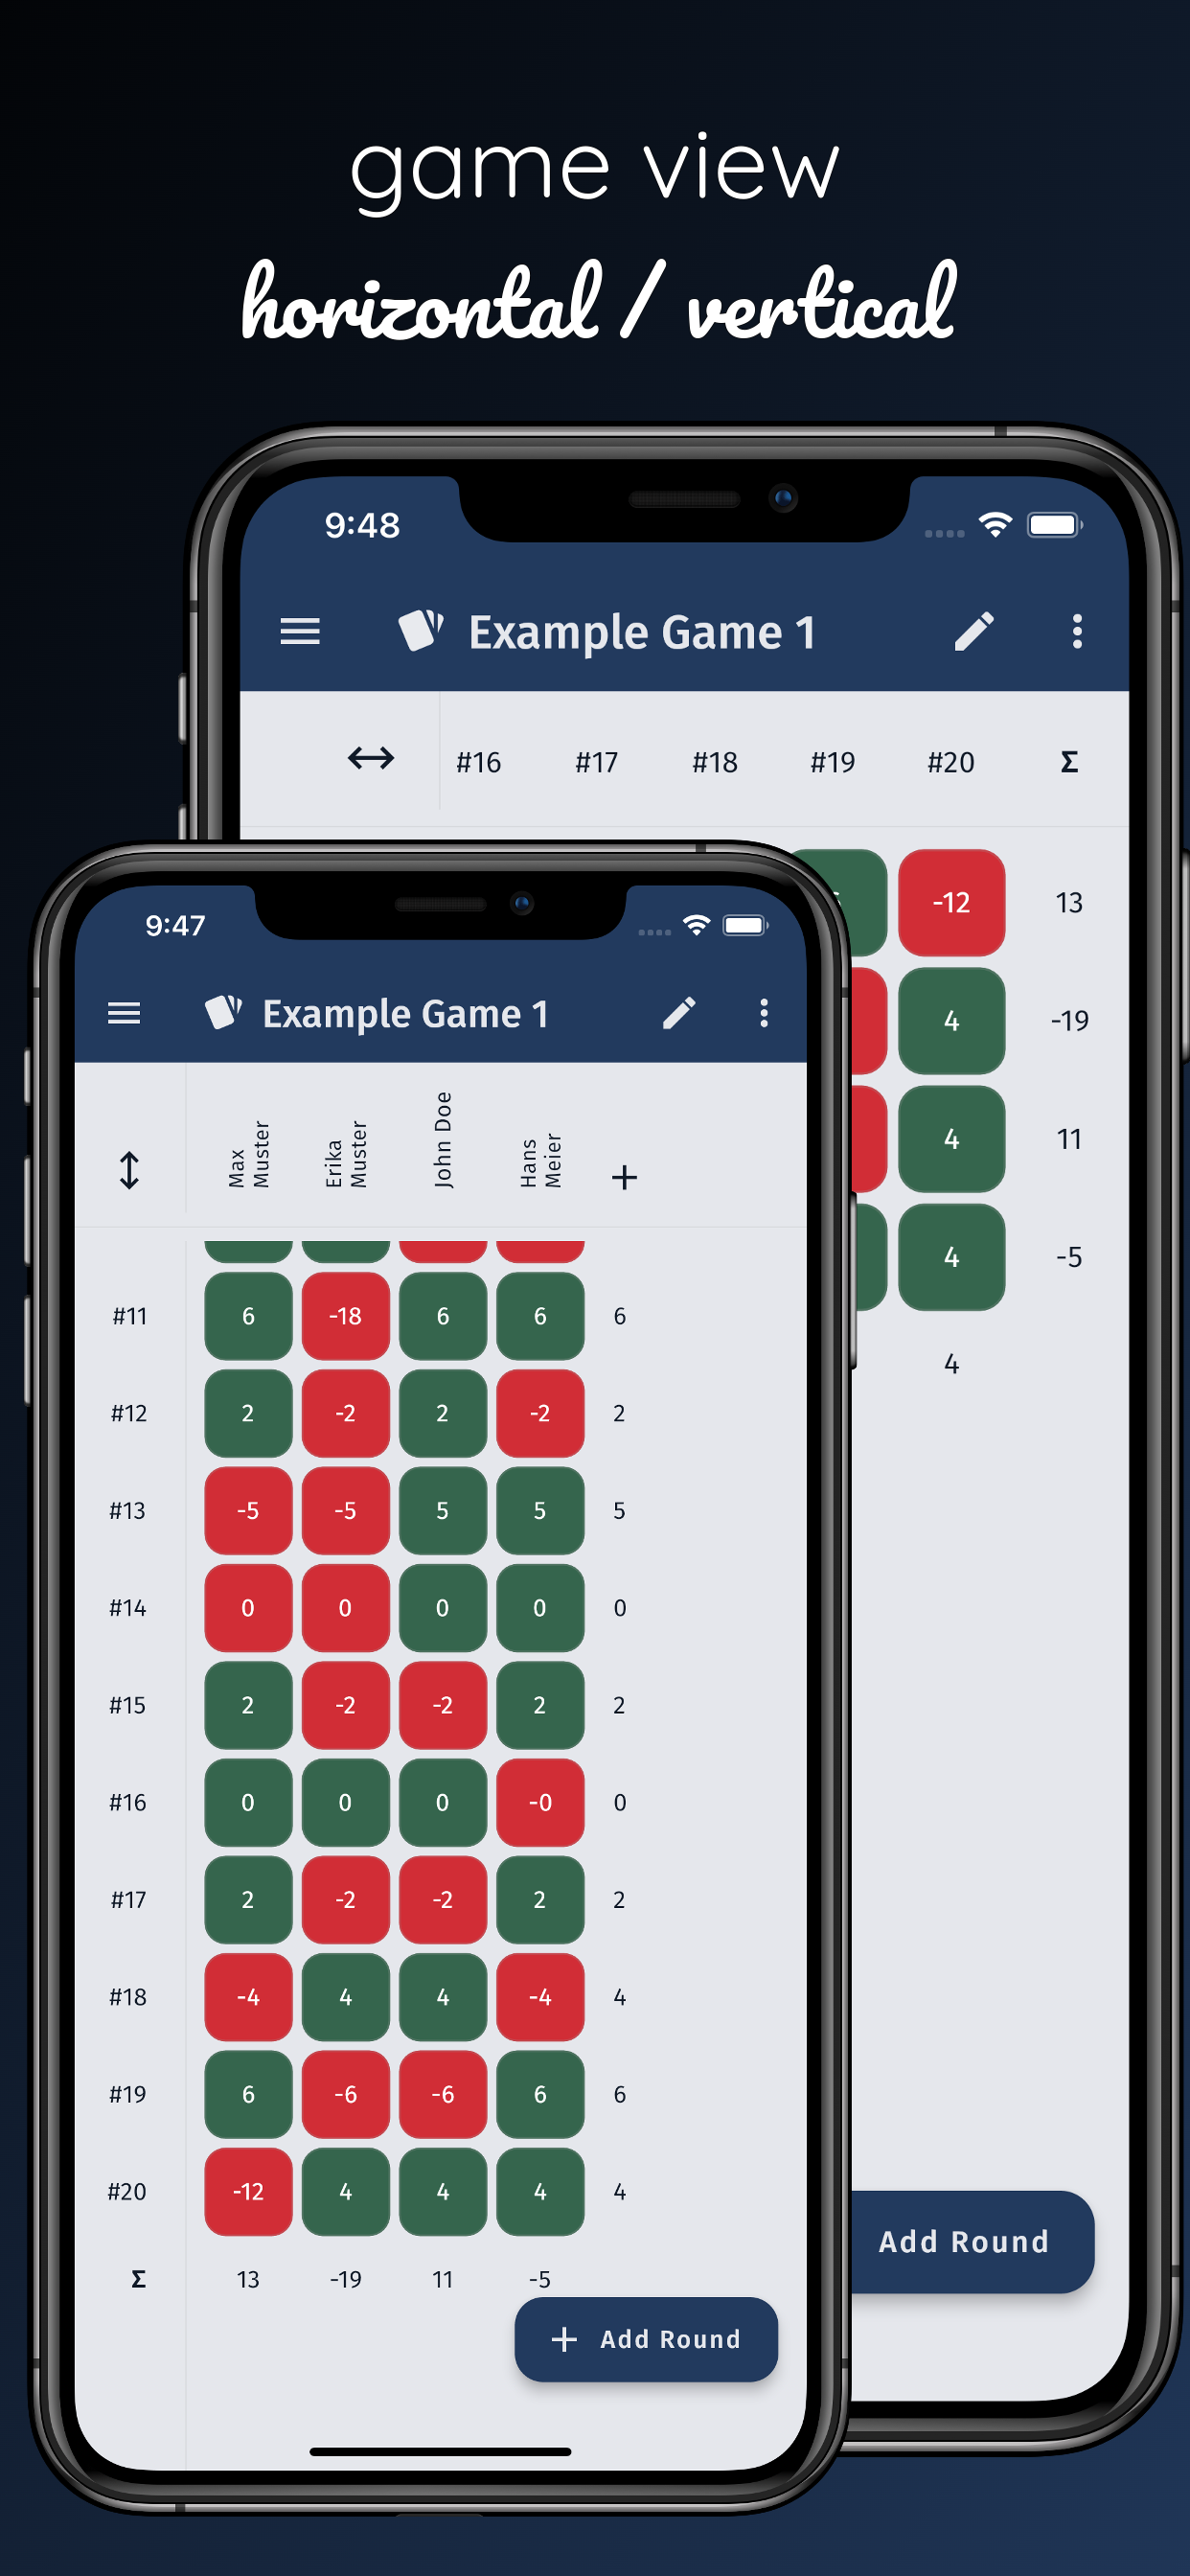 game view
horizontal / vertical
9:48
Example Game 1
#16 #17 #18 #19 #20 Σ
-12 13
4 -19
4 11
4 -5
4
Add Round
9:47
Example Game 1
Max Muster Erika Muster John Doe Hans Meier +
#11 6 -18 6 6 6
#12 2 -2 2 -2 2
#13 -5 -5 5 5 5
#14 0 0 0 0 0
#15 2 -2 -2 2 2
#16 0 0 0 -0 0
#17 2 -2 -2 2 2
#18 -4 4 4 -4 4
#19 6 -6 -6 6 6
#20 -12 4 4 4 4
Σ 13 -19 11 -5
+ Add Round